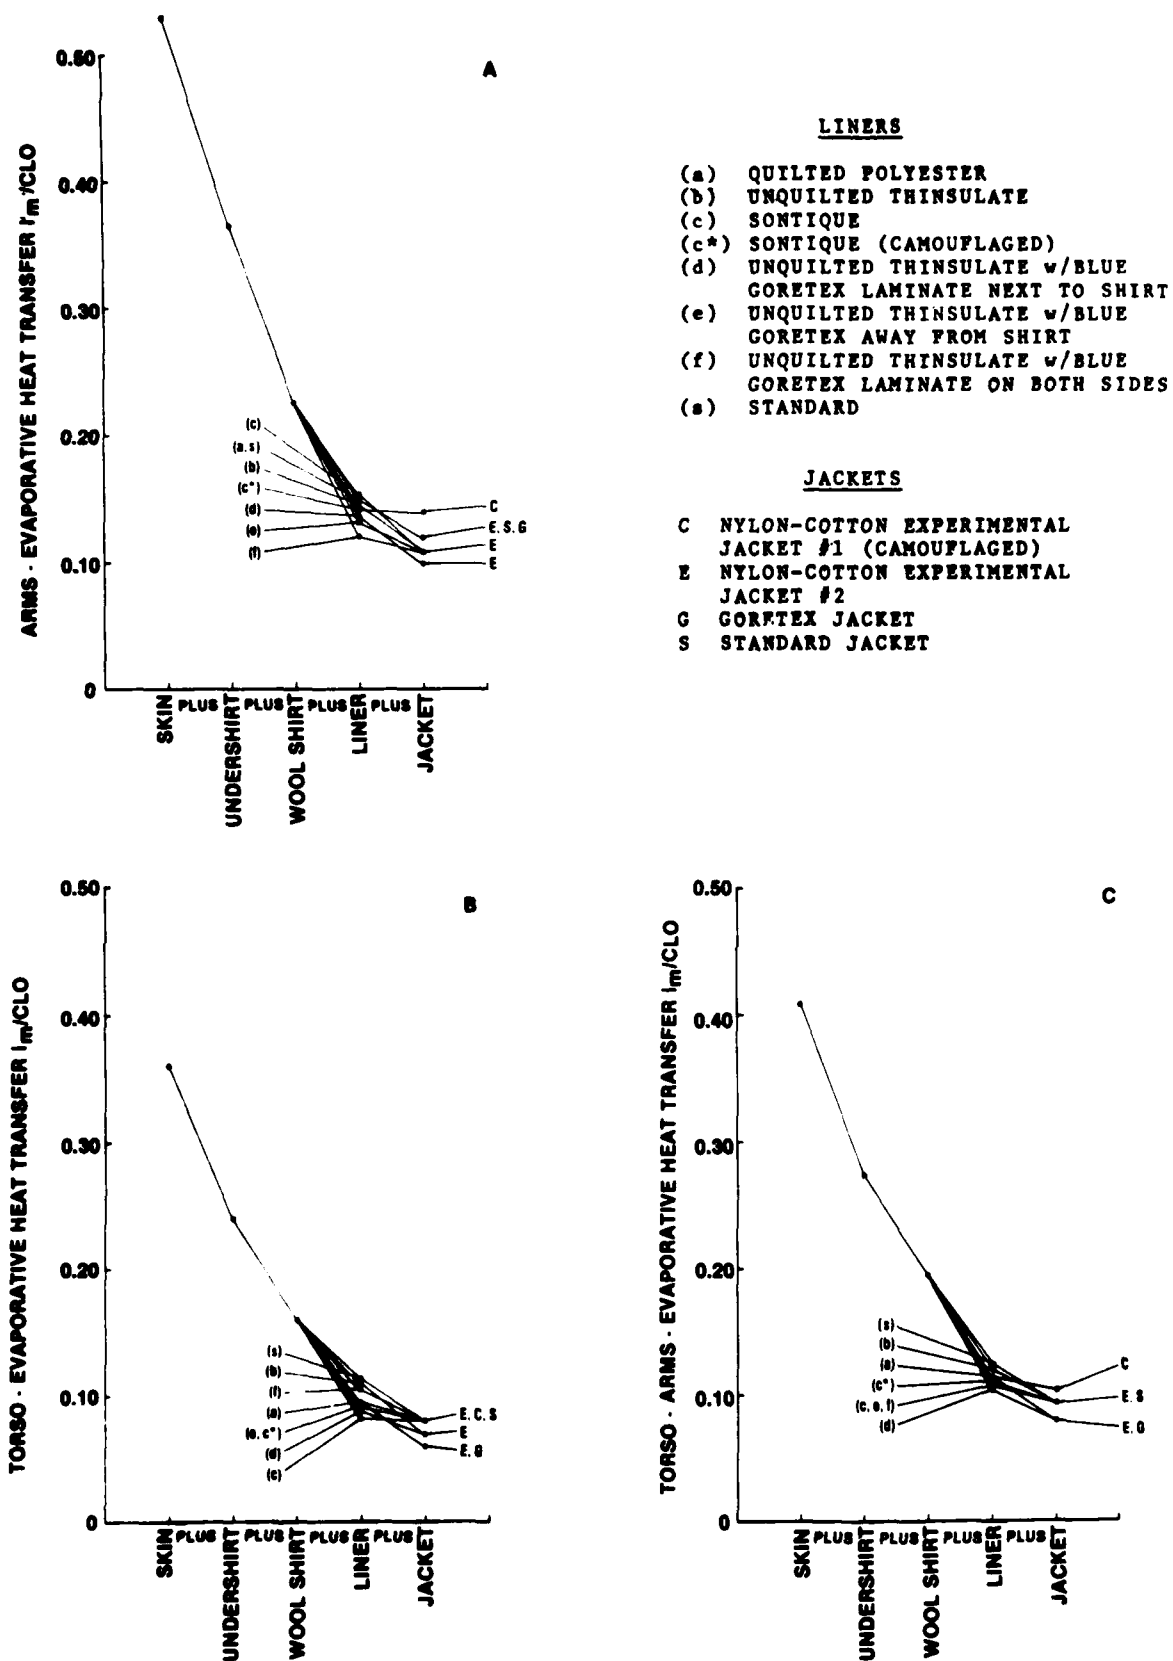 A
0.50
0.40
0.30
0.20
0.10
0
ARMS - EVAPORATIVE HEAT TRANSFER i'm/CLO
(c)
(a.s)
(b)
(c*)
(d)
(e)
(f)
C
E.S.G
E
E
SKIN PLUS UNDERSHIRT PLUS WOOL SHIRT PLUS LINER PLUS JACKET
LINERS
(a) QUILTED POLYESTER
(b) UNQUILTED THINSULATE
(c) SONTIQUE
(c*) SONTIQUE (CAMOUFLAGED)
(d) UNQUILTED THINSULATE w/BLUE
GORETEX LAMINATE NEXT TO SHIRT
(e) UNQUILTED THINSULATE w/BLUE
GORETEX AWAY FROM SHIRT
(f) UNQUILTED THINSULATE w/BLUE
GORETEX LAMINATE ON BOTH SIDES
(s) STANDARD
JACKETS
C NYLON-COTTON EXPERIMENTAL
JACKET #1 (CAMOUFLAGED)
E NYLON-COTTON EXPERIMENTAL
JACKET #2
G GORETEX JACKET
S STANDARD JACKET
B
0.50
0.40
0.30
0.20
0.10
0
TORSO - EVAPORATIVE HEAT TRANSFER im/CLO
(s)
(b)
(f)
(a)
(e,c*)
(d)
(c)
E.C.S
E
E.G
SKIN PLUS UNDERSHIRT PLUS WOOL SHIRT PLUS LINER PLUS JACKET
C
0.50
0.40
0.30
0.20
0.10
0
TORSO - ARMS - EVAPORATIVE HEAT TRANSFER im/CLO
(s)
(b)
(a)
(c*)
(c,e,f)
(d)
C
E.S
E.G
SKIN PLUS UNDERSHIRT PLUS WOOL SHIRT PLUS LINER PLUS JACKET